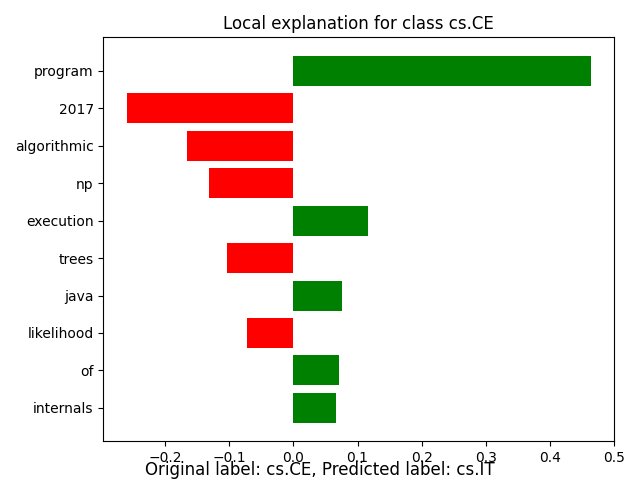 Local explanation for class cs.CE
program
2017
algorithmic
np
execution
trees
java
likelihood
of
internals
−0.2 −0.1 0.0 0.1 0.2 0.3 0.4 0.5
Original label: cs.CE, Predicted label: cs.IT